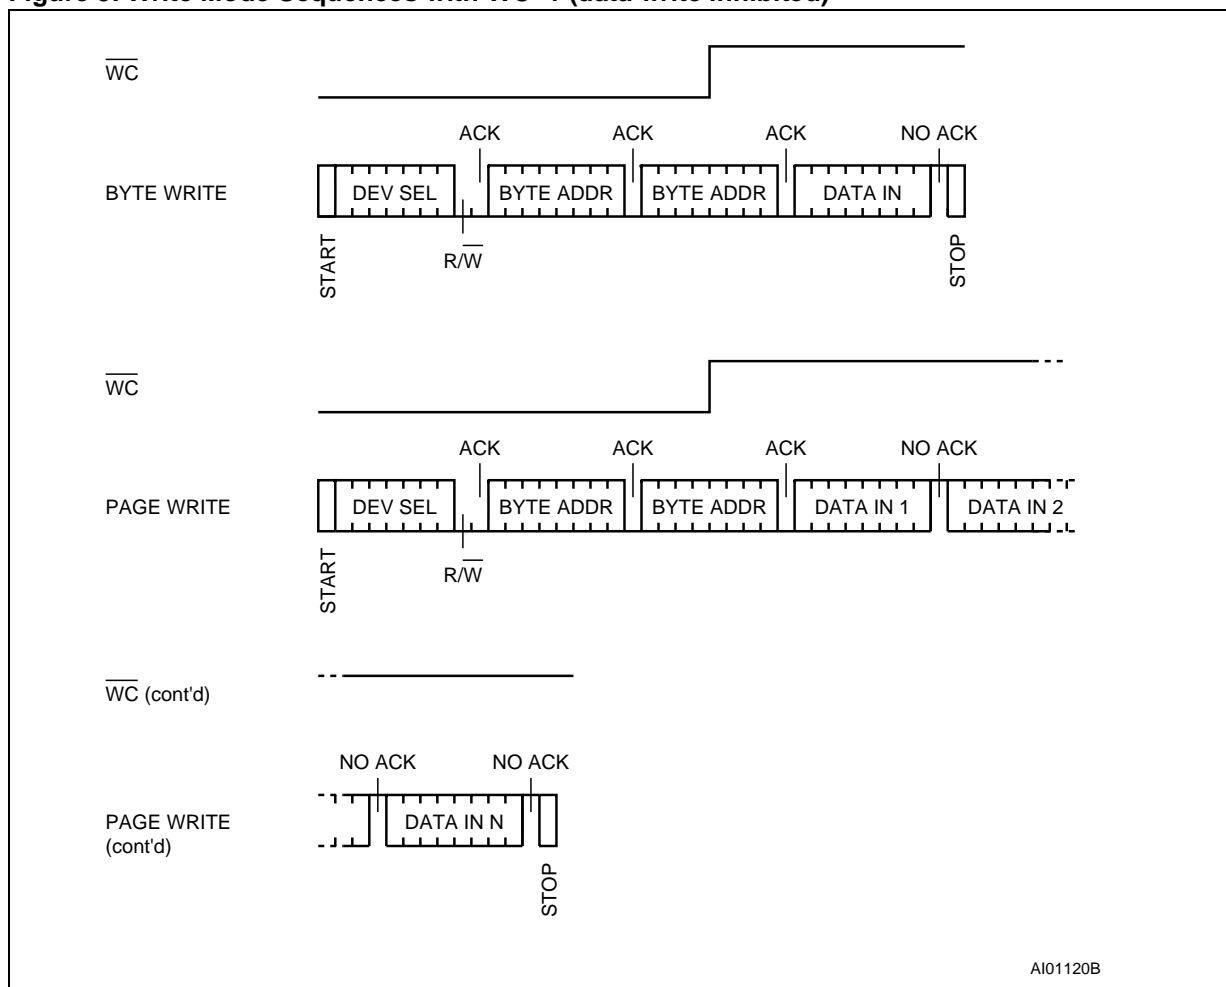 WC
ACK ACK ACK NO ACK
BYTE WRITE DEV SEL BYTE ADDR BYTE ADDR DATA IN
START R/W STOP
WC
ACK ACK ACK NO ACK
PAGE WRITE DEV SEL BYTE ADDR BYTE ADDR DATA IN 1 DATA IN 2
START R/W
WC (cont'd)
NO ACK NO ACK
PAGE WRITE DATA IN N
(cont'd)
STOP
AI01120B